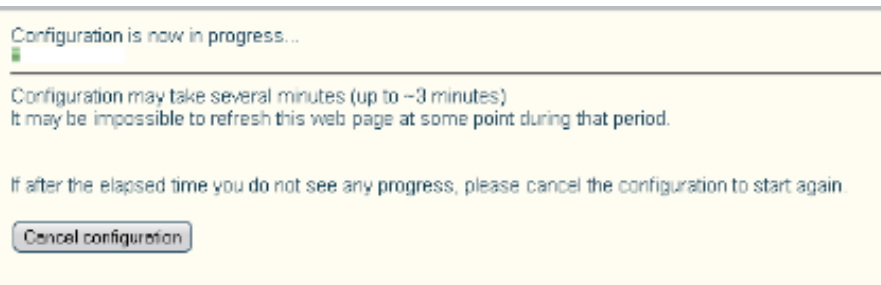 Configuration is now in progress...
Configuration may take several minutes (up to ~3 minutes)
It may be impossible to refresh this web page at some point during that period.
If after the elapsed time you do not see any progress, please cancel the configuration to start again.
Cancel configuration